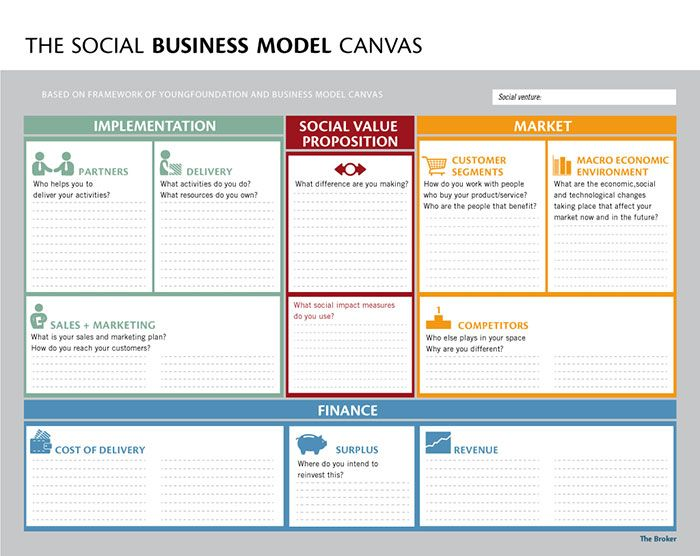 THE SOCIAL BUSINESS MODEL CANVAS
BASED ON FRAMEWORK OF YOUNGFOUNDATION AND BUSINESS MODEL CANVAS
Social venture:
IMPLEMENTATION
SOCIAL VALUE
PROPOSITION
MARKET
PARTNERS
Who helps you to
deliver your activities?
DELIVERY
What activities do you do?
What resources do you own?
What difference are you making?
CUSTOMER
SEGMENTS
How do you work with people
who buy your product/service?
Who are the people that benefit?
MACRO ECONOMIC
ENVIRONMENT
What are the economic,social
and technological changes
taking place that affect your
market now and in the future?
SALES + MARKETING
What is your sales and marketing plan?
How do you reach your customers?
What social impact measures
do you use?
1
COMPETITORS
Who else plays in your space
Why are you different?
FINANCE
COST OF DELIVERY
SURPLUS
Where do you intend to
reinvest this?
REVENUE
The Broker